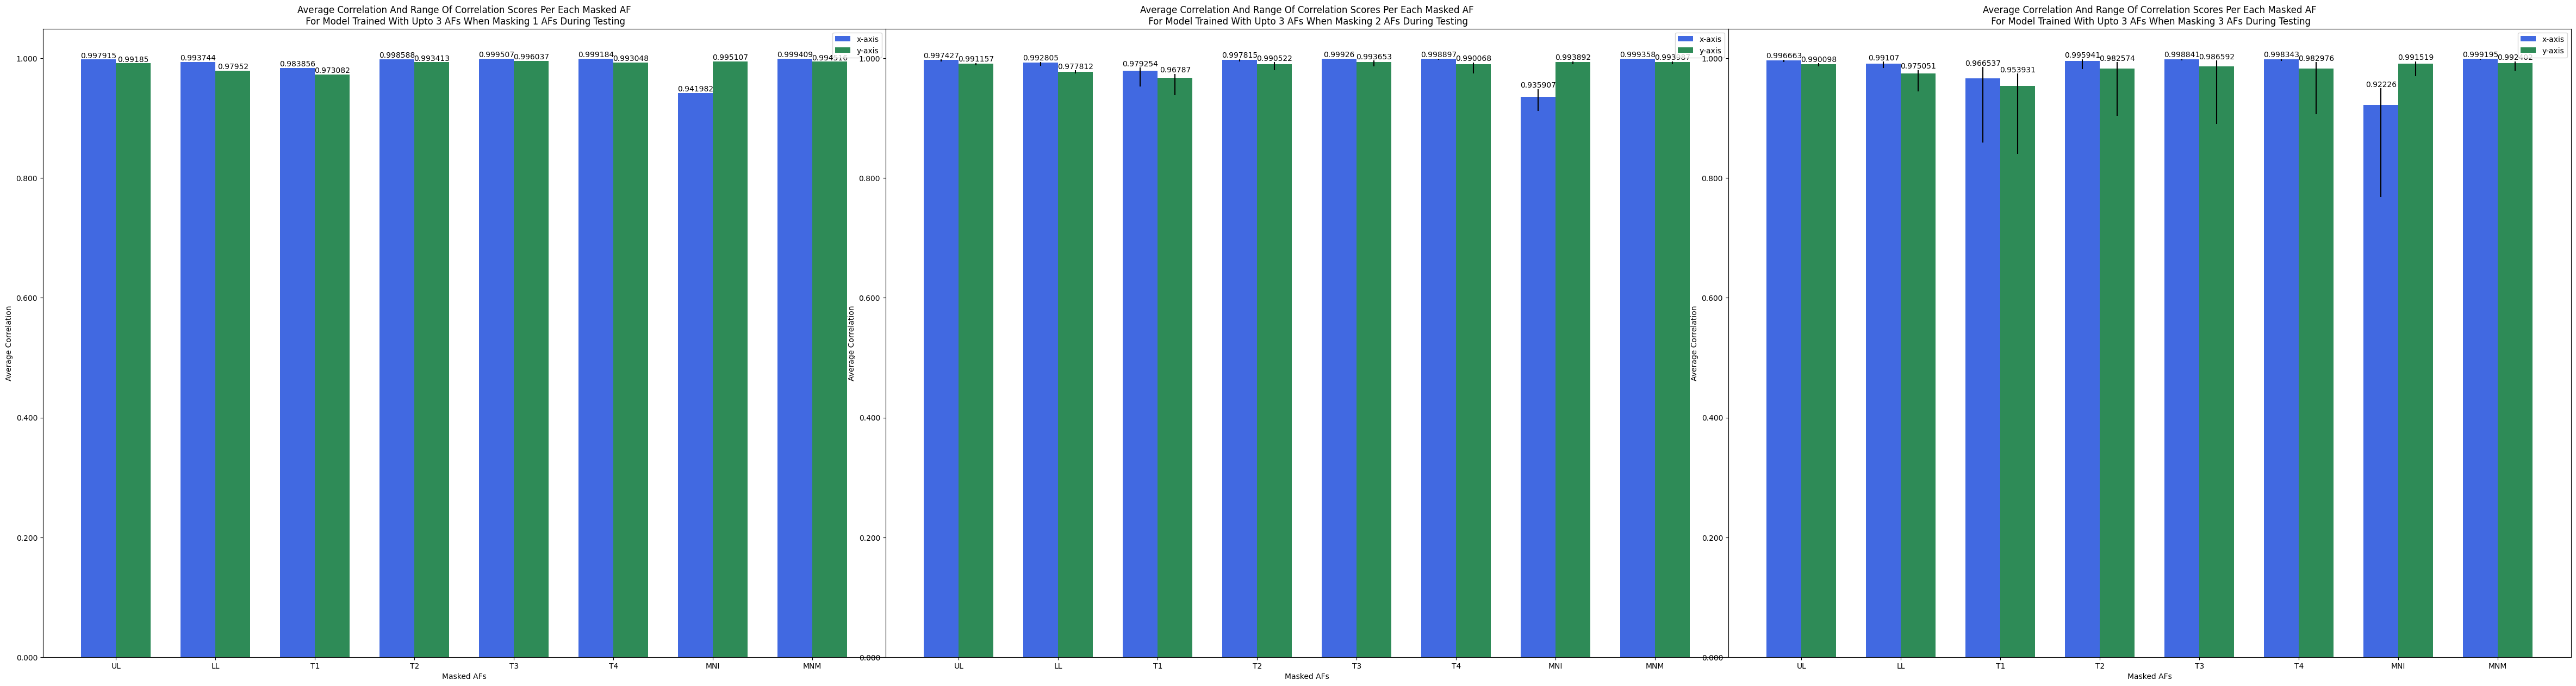 Average Correlation And Range Of Correlation Scores Per Each Masked AF
For Model Trained With Upto 3 AFs When Masking 1 AFs During Testing
x-axis
y-axis
1.000
0.800
0.600
0.400
0.200
0.000
Average Correlation
0.997915
0.99185
0.993744
0.97952
0.983856
0.973082
0.998588
0.993413
0.999507
0.996037
0.999184
0.993048
0.941982
0.995107
0.999409
UL
LL
T1
T2
T3
T4
MNI
MNM
Masked AFs
Average Correlation And Range Of Correlation Scores Per Each Masked AF
For Model Trained With Upto 3 AFs When Masking 2 AFs During Testing
x-axis
y-axis
1.000
0.800
0.600
0.400
0.200
0.000
Average Correlation
0.997427
0.991157
0.992805
0.977812
0.979254
0.96787
0.997815
0.990522
0.99926
0.993653
0.998897
0.990068
0.935907
0.993892
0.999358
UL
LL
T1
T2
T3
T4
MNI
MNM
Masked AFs
Average Correlation And Range Of Correlation Scores Per Each Masked AF
For Model Trained With Upto 3 AFs When Masking 3 AFs During Testing
x-axis
y-axis
1.000
0.800
0.600
0.400
0.200
0.000
Average Correlation
0.996663
0.990098
0.99107
0.975051
0.966537
0.953931
0.995941
0.982574
0.998841
0.986592
0.998343
0.982976
0.92226
0.991519
0.999195
UL
LL
T1
T2
T3
T4
MNI
MNM
Masked AFs